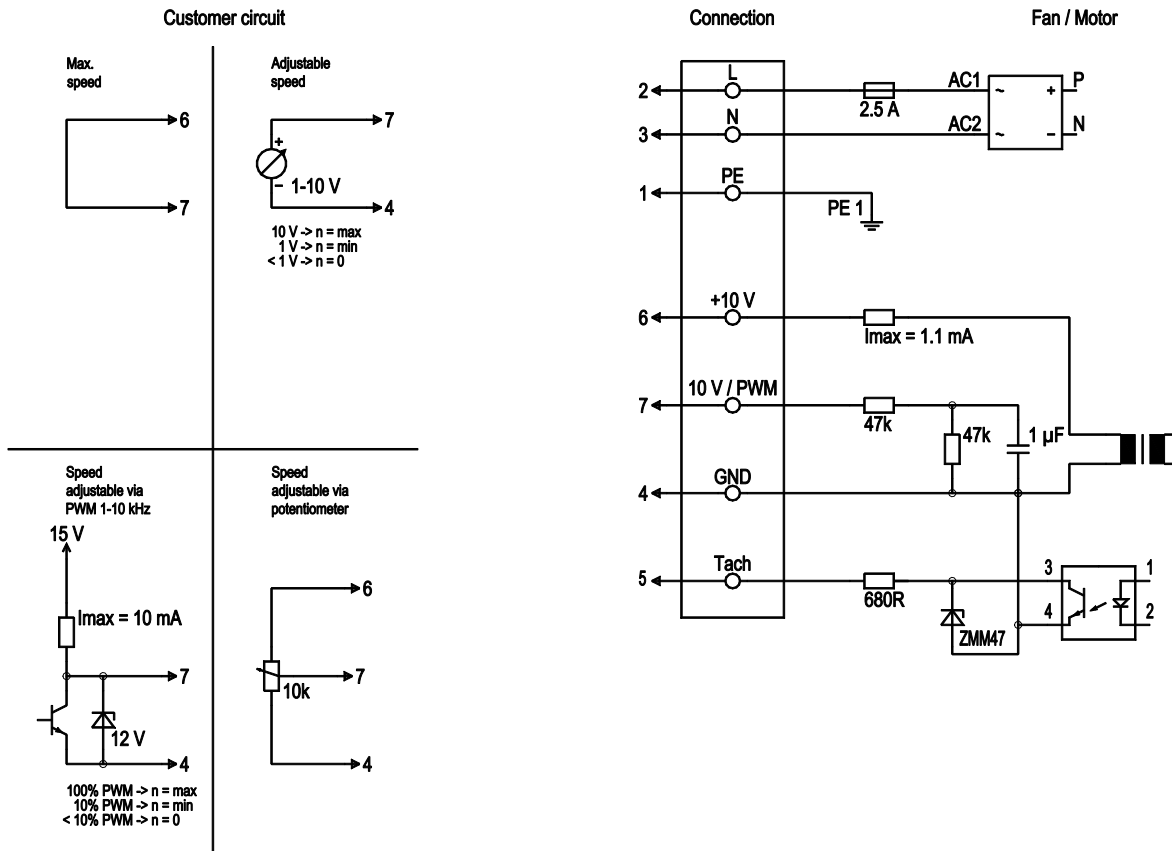 Customer circuit
Connection
Fan / Motor
Max.
speed
6
7
Adjustable
speed
7
+
1-10 V
−
4
10 V -> n = max
1 V -> n = min
< 1 V -> n = 0
Speed
adjustable via
PWM 1-10 kHz
15 V
Imax = 10 mA
7
12 V
4
100% PWM -> n = max
10% PWM -> n = min
< 10% PWM -> n = 0
Speed
adjustable via
potentiometer
6
7
10k
4
2
L
2.5 A
AC1
~
+
P
3
N
AC2
~
−
N
1
PE
PE 1
6
+10 V
Imax = 1.1 mA
7
10 V / PWM
47k
47k
1 µF
4
GND
5
Tach
680R
ZMM47
3
4
1
2